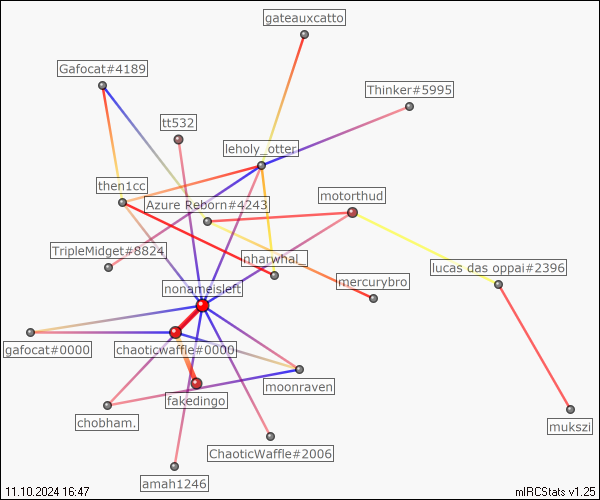 gateauxcatto
Gafocat#4189
Thinker#5995
tt532
leholy_otter
then1cc
motorthud
Azure Reborn#4243
TripleMidget#8824
nharwhal_
lucas das oppai#2396
mercurybro
nonameisleft
gafocat#0000
chaoticwaffle#0000
moonraven
fakedingo
chobham.
mukszi
ChaoticWaffle#2006
amah1246
11.10.2024 16:47
mIRCStats v1.25